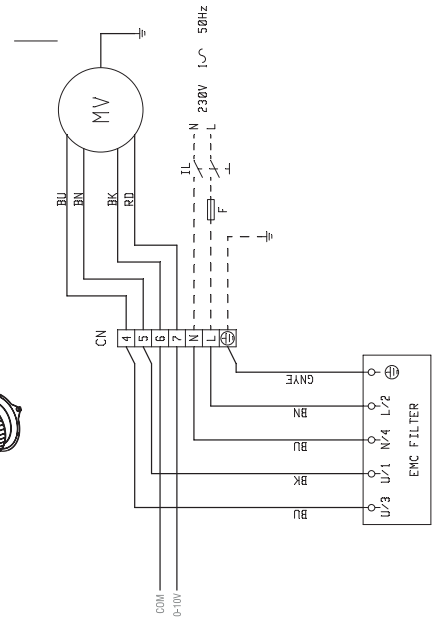 230V 1∿ 50Hz
MV
BU
BN
BK
RD
IL
N
L
F
CN
4
5
6
7
N
L
GNYE
BN
BU
BK
BU
U/3
U/1
N/4
L/2
EMC FILTER
COM
0-10V